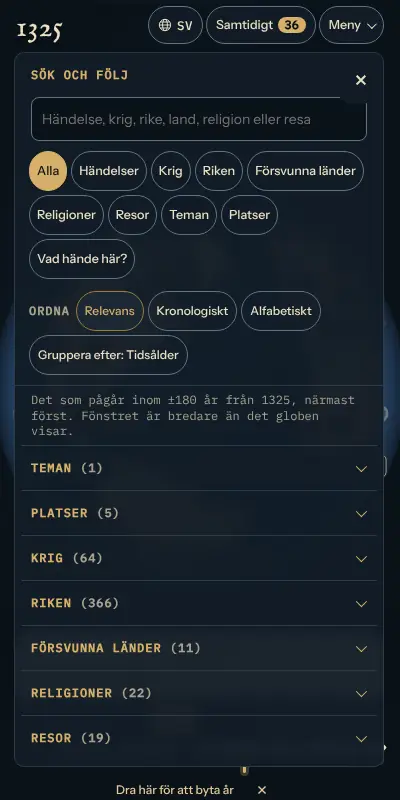 1325
SV
Samtidigt 36
Meny
SÖK OCH FÖLJ
Händelse, krig, rike, land, religion eller resa
Alla
Händelser
Krig
Riken
Försvunna länder
Religioner
Resor
Teman
Platser
Vad hände här?
ORDNA
Relevans
Kronologiskt
Alfabetiskt
Gruppera efter: Tidsålder
Det som pågår inom ±180 år från 1325, närmast
först. Fönstret är bredare än det globen
visar.
TEMAN (1)
PLATSER (5)
KRIG (64)
RIKEN (366)
FÖRSVUNNA LÄNDER (11)
RELIGIONER (22)
RESOR (19)
Dra här för att byta år